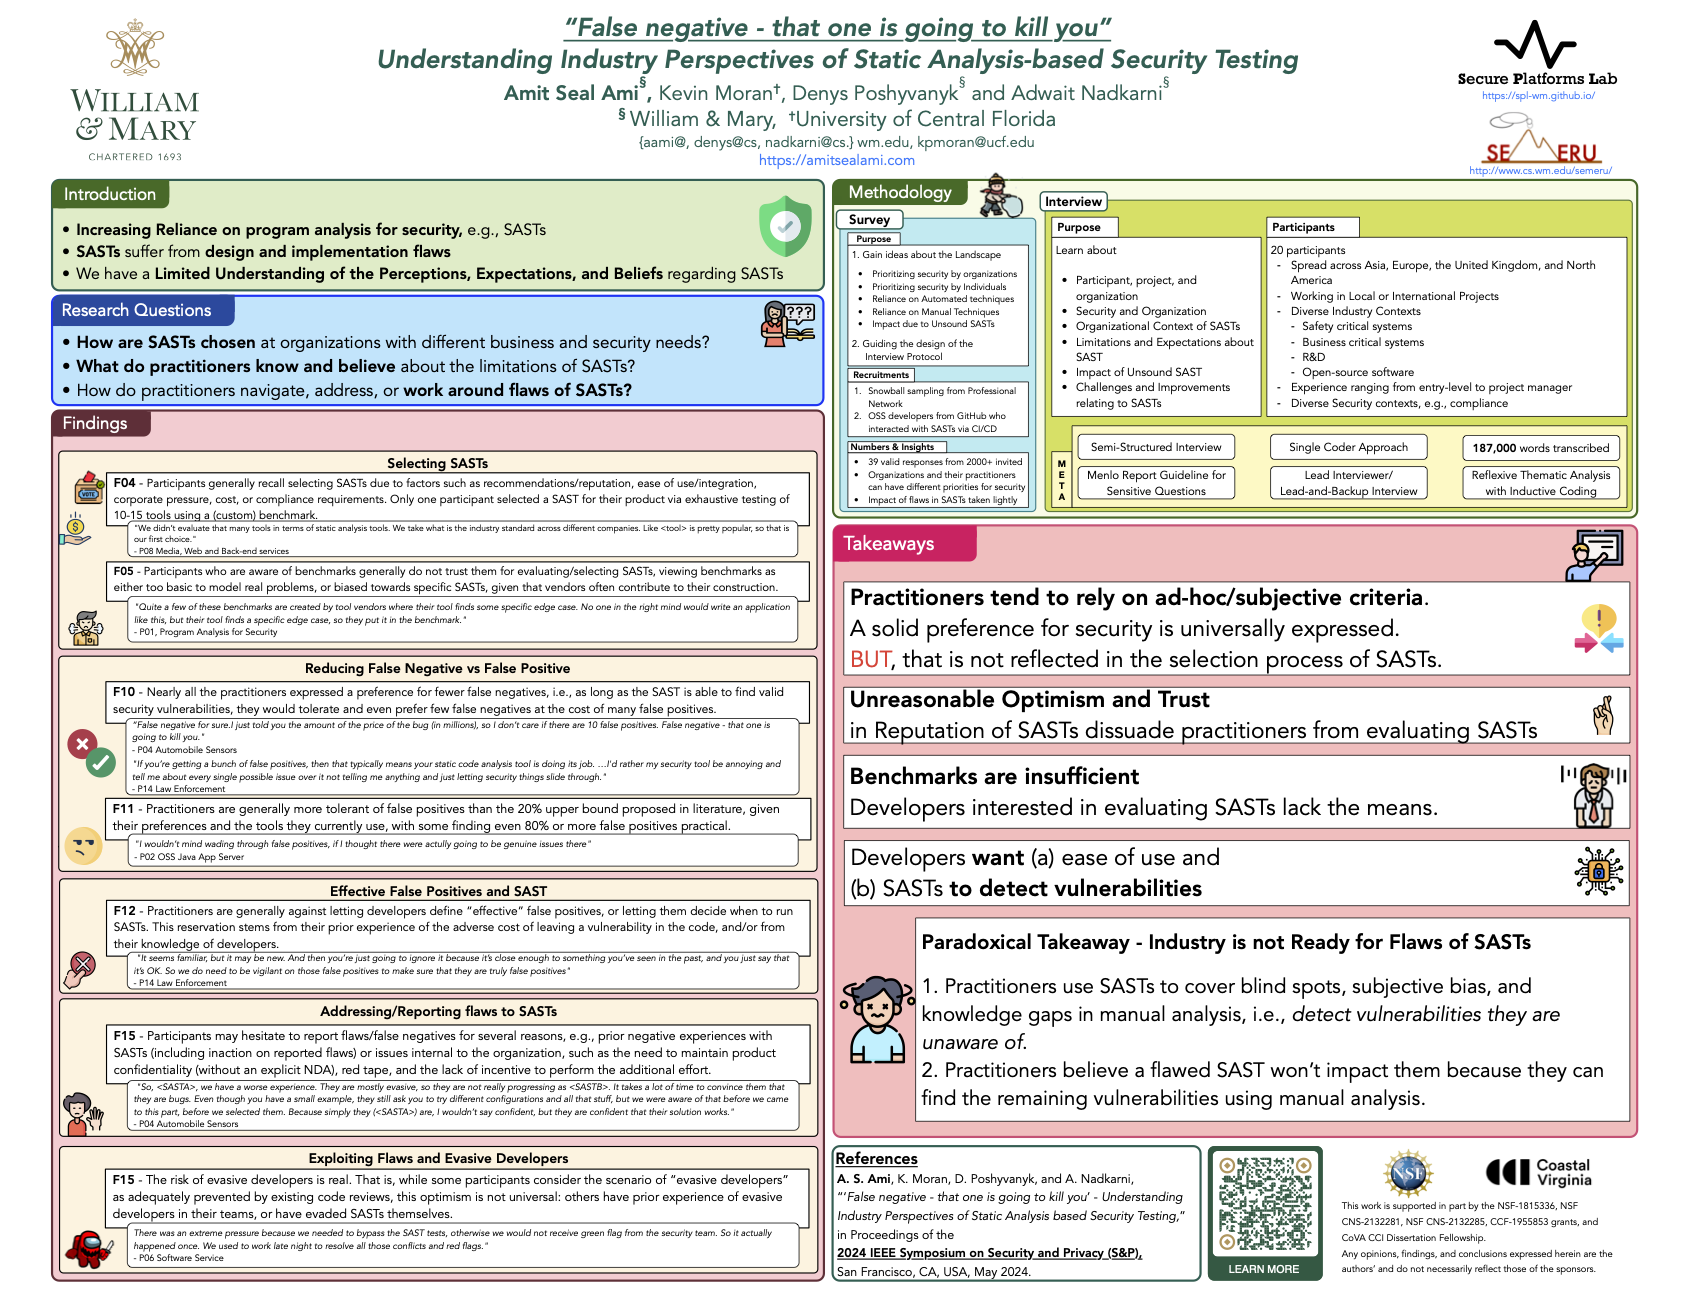 "False negative - that one is going to kill you"
Understanding Industry Perspectives of Static Analysis-based Security Testing
Amit Seal Ami§, Kevin Moran†, Denys Poshyvanyk§ and Adwait Nadkarni§
§ William & Mary, †University of Central Florida
{aami@, denys@cs, nadkarni@cs.} wm.edu, kpmoran@ucf.edu
https://amitsealami.com
WILLIAM
& MARY
CHARTERED 1693
Secure Platforms Lab
https://spl-wm.github.io/
SEMERU
http://www.cs.wm.edu/semeru/
Introduction
• Increasing Reliance on program analysis for security, e.g., SASTs
• SASTs suffer from design and implementation flaws
• We have a Limited Understanding of the Perceptions, Expectations, and Beliefs regarding SASTs
Research Questions
???
• How are SASTs chosen at organizations with different business and security needs?
• What do practitioners know and believe about the limitations of SASTs?
• How do practitioners navigate, address, or work around flaws of SASTs?
Findings
Selecting SASTs
VOTE
F04 - Participants generally recall selecting SASTs due to factors such as recommendations/reputation, ease of use/integration,
corporate pressure, cost, or compliance requirements. Only one participant selected a SAST for their product via exhaustive testing of
10-15 tools using a (custom) benchmark.
"We didn't evaluate that many tools in terms of static analysis tools. We take what is the industry standard across different companies. Like <tool> is pretty popular, so that is
our first choice."
- P08 Media, Web and Back-end services
F05 - Participants who are aware of benchmarks generally do not trust them for evaluating/selecting SASTs, viewing benchmarks as
either too basic to model real problems, or biased towards specific SASTs, given that vendors often contribute to their construction.
"Quite a few of these benchmarks are created by tool vendors where their tool finds some specific edge case. No one in the right mind would write an application
like this, but their tool finds a specific edge case, so they put it in the benchmark."
- P01, Program Analysis for Security
Reducing False Negative vs False Positive
F10 - Nearly all the practitioners expressed a preference for fewer false negatives, i.e., as long as the SAST is able to find valid
security vulnerabilities, they would tolerate and even prefer few false negatives at the cost of many false positives.
"False negative for sure.I just told you the amount of the price of the bug (in millions), so I don't care if there are 10 false positives. False negative - that one is
going to kill you."
- P04 Automobile Sensors
"If you're getting a bunch of false positives, then that typically means your static code analysis tool is doing its job. ...I'd rather my security tool be annoying and
tell me about every single possible issue over it not telling me anything and just letting security things slide through."
- P14 Law Enforcement
F11 - Practitioners are generally more tolerant of false positives than the 20% upper bound proposed in literature, given
their preferences and the tools they currently use, with some finding even 80% or more false positives practical.
"I wouldn't mind wading through false positives, if I thought there were actully going to be genuine issues there"
- P02 OSS Java App Server
Effective False Positives and SAST
F12 - Practitioners are generally against letting developers define "effective" false positives, or letting them decide when to run
SASTs. This reservation stems from their prior experience of the adverse cost of leaving a vulnerability in the code, and/or from
their knowledge of developers.
"It seems familiar, but it may be new. And then you're just going to ignore it because it's close enough to something you've seen in the past, and you just say that
it's OK. So we do need to be vigilant on those false positives to make sure that they are truly false positives"
- P14 Law Enforcement
Addressing/Reporting flaws to SASTs
F15 - Participants may hesitate to report flaws/false negatives for several reasons, e.g., prior negative experiences with
SASTs (including inaction on reported flaws) or issues internal to the organization, such as the need to maintain product
confidentiality (without an explicit NDA), red tape, and the lack of incentive to perform the additional effort.
"So, <SASTA>, we have a worse experience. They are mostly evasive, so they are not really progressing as <SASTB>. It takes a lot of time to convince them that
they are bugs. Even though you have a small example, they still ask you to try different configurations and all that stuff, but we were aware of that before we came
to this part, before we selected them. Because simply they (<SASTA>) are, I wouldn't say confident, but they are confident that their solution works."
- P04 Automobile Sensors
Exploiting Flaws and Evasive Developers
F15 - The risk of evasive developers is real. That is, while some participants consider the scenario of "evasive developers"
as adequately prevented by existing code reviews, this optimism is not universal: others have prior experience of evasive
developers in their teams, or have evaded SASTs themselves.
There was an extreme pressure because we needed to bypass the SAST tests, otherwise we would not receive green flag from the security team. So it actually
happened once. We used to work late night to resolve all those conflicts and red flags."
- P06 Software Service
Methodology
Survey
Purpose
1. Gain ideas about the Landscape
• Prioritizing security by organizations
• Prioritizing security by Individuals
• Reliance on Automated techniques
• Reliance on Manual Techniques
• Impact due to Unsound SASTs
2. Guiding the design of the
Interview Protocol
Recruitments
1. Snowball sampling from Professional
Network
2. OSS developers from GitHub who
interacted with SASTs via CI/CD
Numbers & Insights
• 39 valid responses from 2000+ invited
• Organizations and their practitioners
can have different priorities for security
• Impact of flaws in SASTs taken lightly
Interview
Purpose
Learn about
• Participant, project, and
organization
• Security and Organization
• Organizational Context of SASTs
• Limitations and Expectations about
SAST
• Impact of Unsound SAST
• Challenges and Improvements
relating to SASTs
Participants
20 participants
- Spread across Asia, Europe, the United Kingdom, and North
America
- Working in Local or International Projects
- Diverse Industry Contexts
- Safety critical systems
- Business critical systems
- R&D
- Open-source software
- Experience ranging from entry-level to project manager
- Diverse Security contexts, e.g., compliance
META
Semi-Structured Interview
Single Coder Approach
187,000 words transcribed
Menlo Report Guideline for
Sensitive Questions
Lead Interviewer/
Lead-and-Backup Interview
Reflexive Thematic Analysis
with Inductive Coding
Takeaways
Practitioners tend to rely on ad-hoc/subjective criteria.
A solid preference for security is universally expressed.
BUT, that is not reflected in the selection process of SASTs.
Unreasonable Optimism and Trust
in Reputation of SASTs dissuade practitioners from evaluating SASTs
Benchmarks are insufficient
Developers interested in evaluating SASTs lack the means.
Developers want (a) ease of use and
(b) SASTs to detect vulnerabilities
Paradoxical Takeaway - Industry is not Ready for Flaws of SASTs
1. Practitioners use SASTs to cover blind spots, subjective bias, and
knowledge gaps in manual analysis, i.e., detect vulnerabilities they are
unaware of.
2. Practitioners believe a flawed SAST won't impact them because they can
find the remaining vulnerabilities using manual analysis.
References
A. S. Ami, K. Moran, D. Poshyvanyk, and A. Nadkarni,
"'False negative - that one is going to kill you' - Understanding
Industry Perspectives of Static Analysis based Security Testing,"
in Proceedings of the
2024 IEEE Symposium on Security and Privacy (S&P),
San Francisco, CA, USA, May 2024.
LEARN MORE
NSF
CCI Coastal
Virginia
This work is supported in part by the NSF-1815336, NSF
CNS-2132281, NSF CNS-2132285, CCF-1955853 grants, and
CoVA CCI Dissertation Fellowship.
Any opinions, findings, and conclusions expressed herein are the
authors' and do not necessarily reflect those of the sponsors.